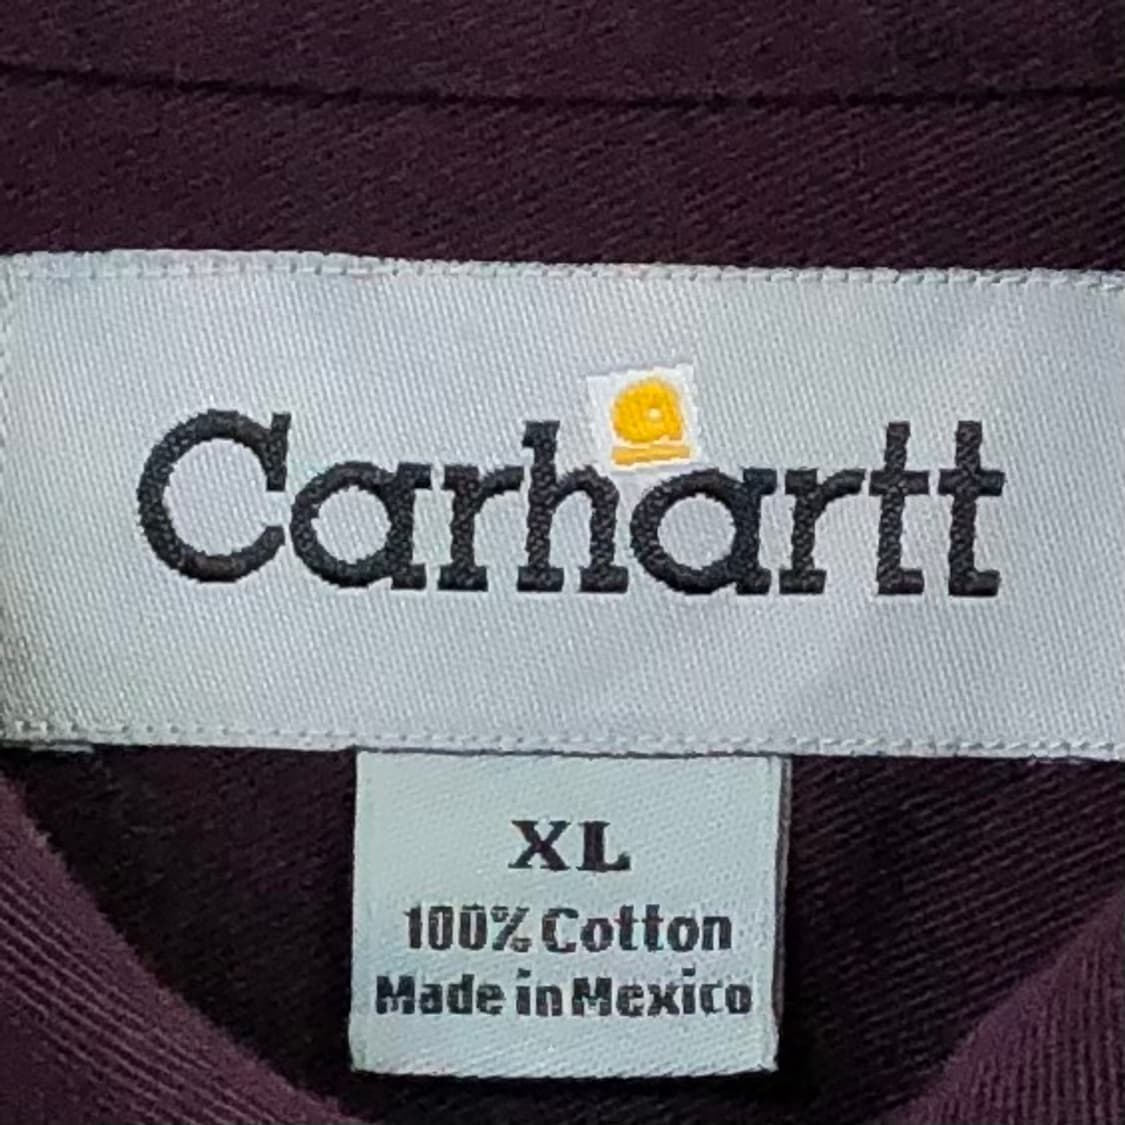 Carhartt
XL
100% Cotton
Made in Mexico